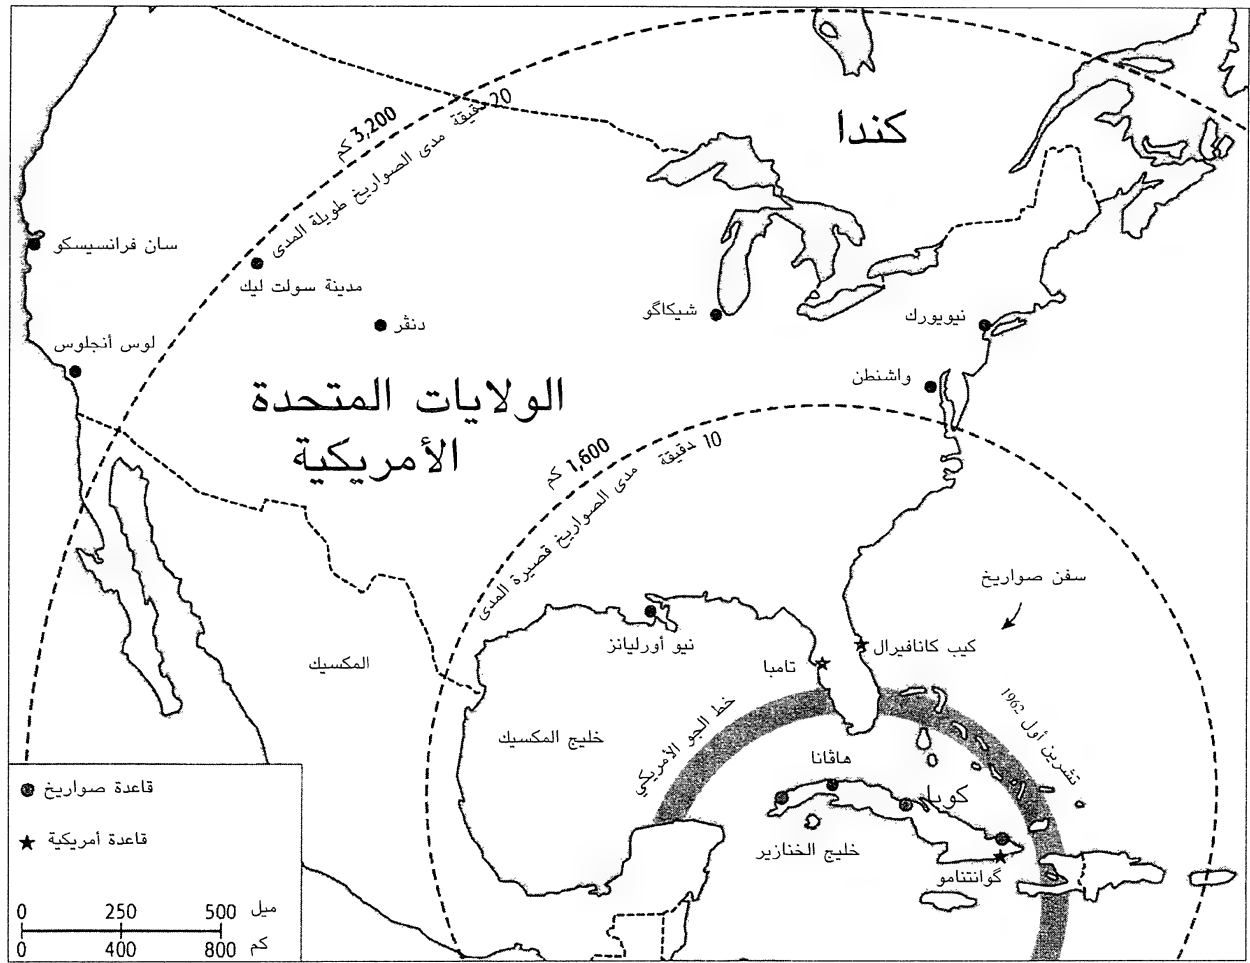 كندا
3,200 كم
20 دقيقة
مدى الصواريخ طويلة المدى
سان فرانسيسكو
مدينة سولت ليك
دنڤر
شيكاگو
نيويورك
لوس أنجلوس
واشنطن
الولايات المتحدة
الأمريكية
1,600 كم
10 دقيقة
مدى الصواريخ قصيرة المدى
سفن صواريخ
نيو أورليانز
كيب كانافيرال
تامبا
المكسيك
خليج المكسيك
خط الجو الأمريكي
تشرين أول 1962
هاڤانا
كوبا
خليج الخنازير
گوانتنامو
قاعدة صواريخ
قاعدة أمريكية
0 250 500 ميل
0 400 800 كم